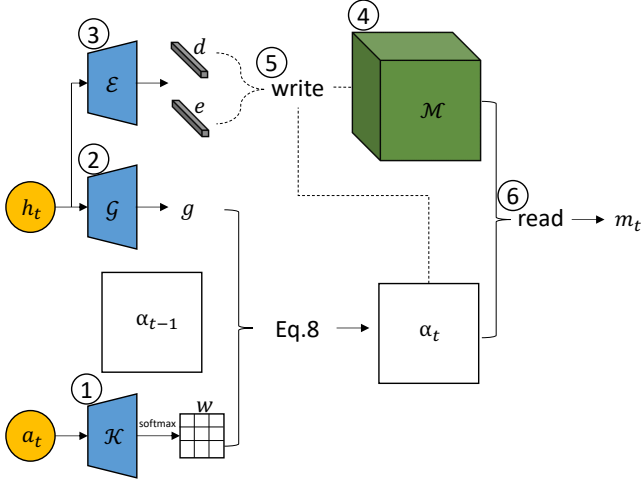 ③
ℰ
d
e
⑤
write
④
ℳ
②
h_t
𝒢
g
⑥
read
m_t
α_{t−1}
Eq.8
α_t
①
a_t
𝒦
softmax
w